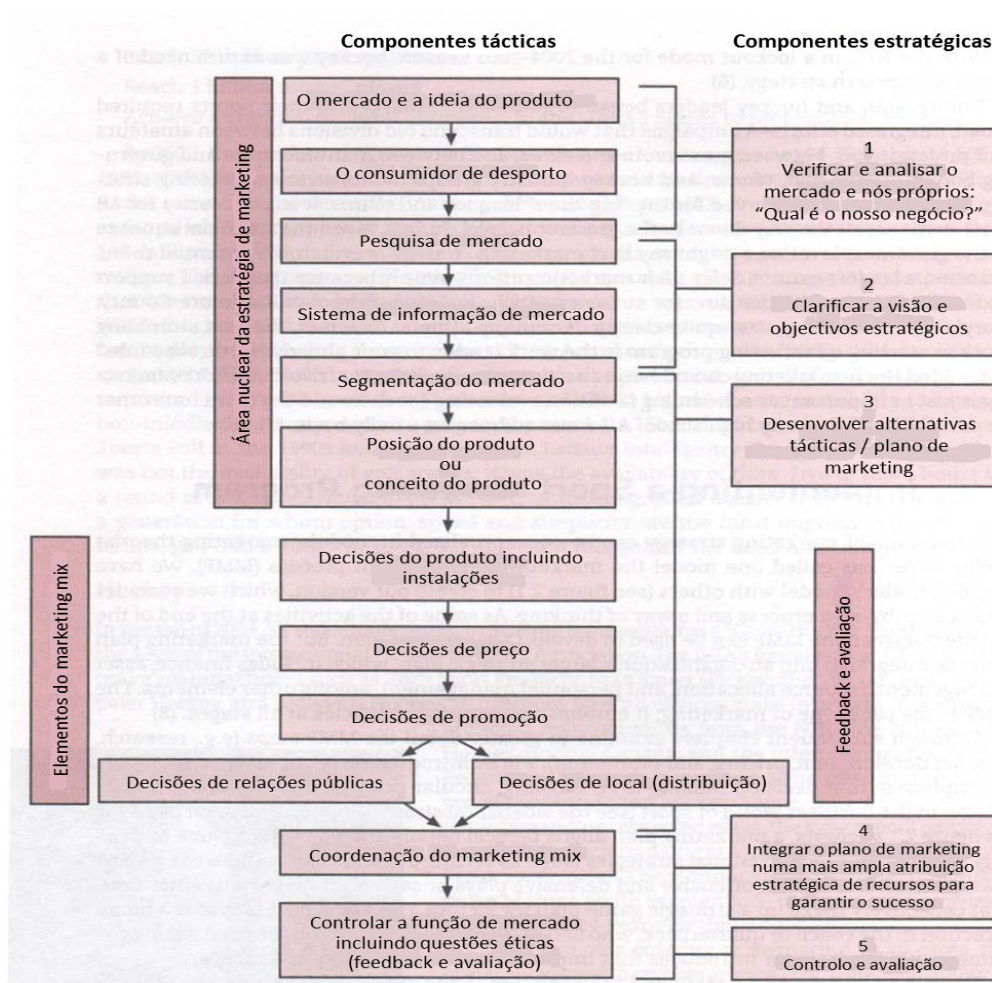 Componentes tácticas
Componentes estratégicas
Área nuclear da estratégia de marketing
O mercado e a ideia do produto
O consumidor de desporto
Pesquisa de mercado
Sistema de informação de mercado
Segmentação do mercado
Posição do produto
ou
conceito do produto
1
Verificar e analisar o
mercado e nós próprios:
“Qual é o nosso negócio?”
2
Clarificar a visão e
objectivos estratégicos
3
Desenvolver alternativas
tácticas / plano de
marketing
Elementos do marketing mix
Decisões do produto incluindo
instalações
Decisões de preço
Decisões de promoção
Decisões de relações públicas
Decisões de local (distribuição)
Feedback e avaliação
Coordenação do marketing mix
Controlar a função de mercado
incluindo questões éticas
(feedback e avaliação)
4
Integrar o plano de marketing
numa mais ampla atribuição
estratégica de recursos para
garantir o sucesso
5
Controlo e avaliação